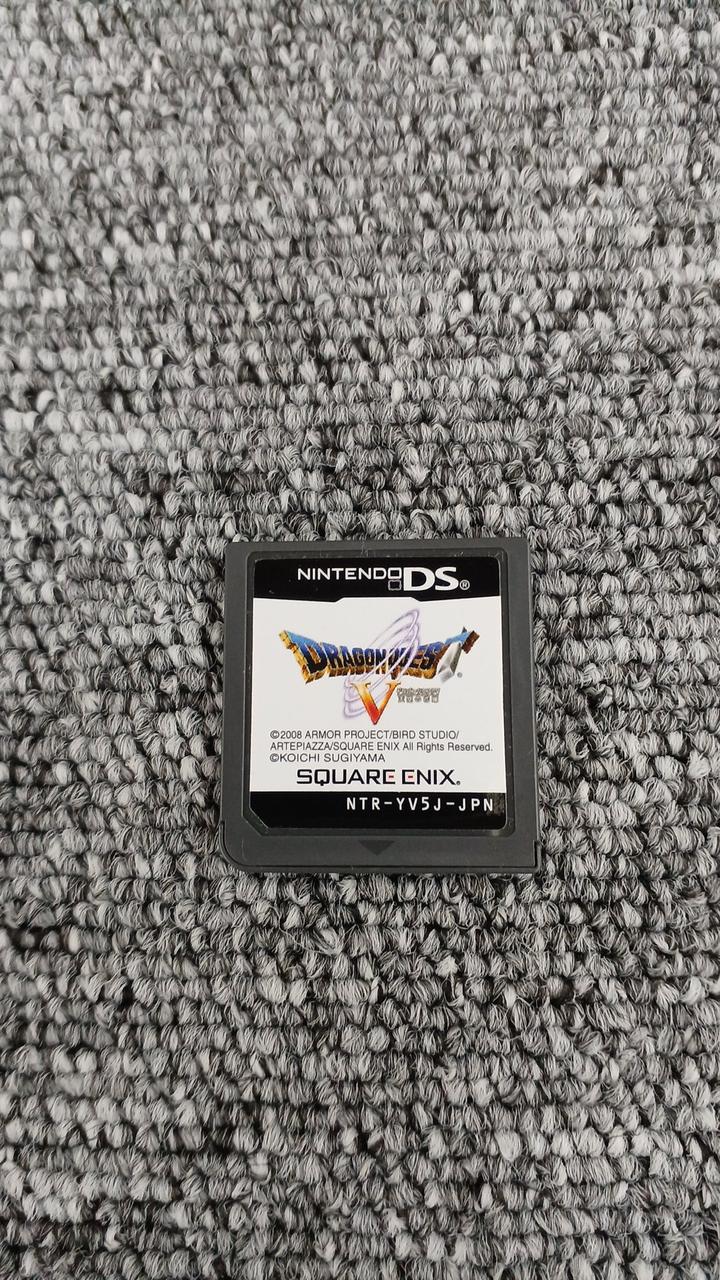 NINTENDO DS®
DRAGON QUEST®
V
©2008 ARMOR PROJECT/BIRD STUDIO/
ARTEPIAZZA/SQUARE ENIX All Rights Reserved.
©KOICHI SUGIYAMA
SQUARE ENIX®
NTR-YV5J-JPN